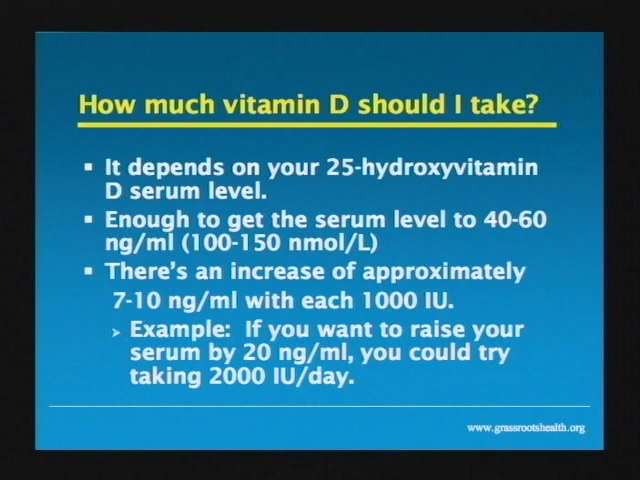 How much vitamin D should I take?
▪ It depends on your 25-hydroxyvitamin
D serum level.
▪ Enough to get the serum level to 40-60
ng/ml (100-150 nmol/L)
▪ There's an increase of approximately
7-10 ng/ml with each 1000 IU.
➢ Example: If you want to raise your
serum by 20 ng/ml, you could try
taking 2000 IU/day.
www.grassrootshealth.org